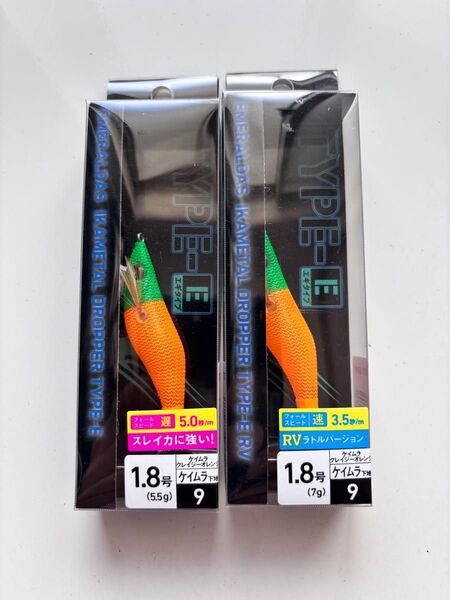 EMERALDAS IKAMETAL DROPPER TYPE-E
TYPE-E
エギタイプ
フォール
スピード
遅
5.0秒/m
スレイカに強い!
1.8号
(5.5g)
ケイムラ
クレイジーオレンジ
ケイムラ下地
9
EMERALDAS IKAMETAL DROPPER TYPE-E RV
TYPE-E
エギタイプ
フォール
スピード
速
3.5秒/m
RVラトルバージョン
1.8号
(7g)
ケイムラ
クレイジーオレンジ
ケイムラ下地
9